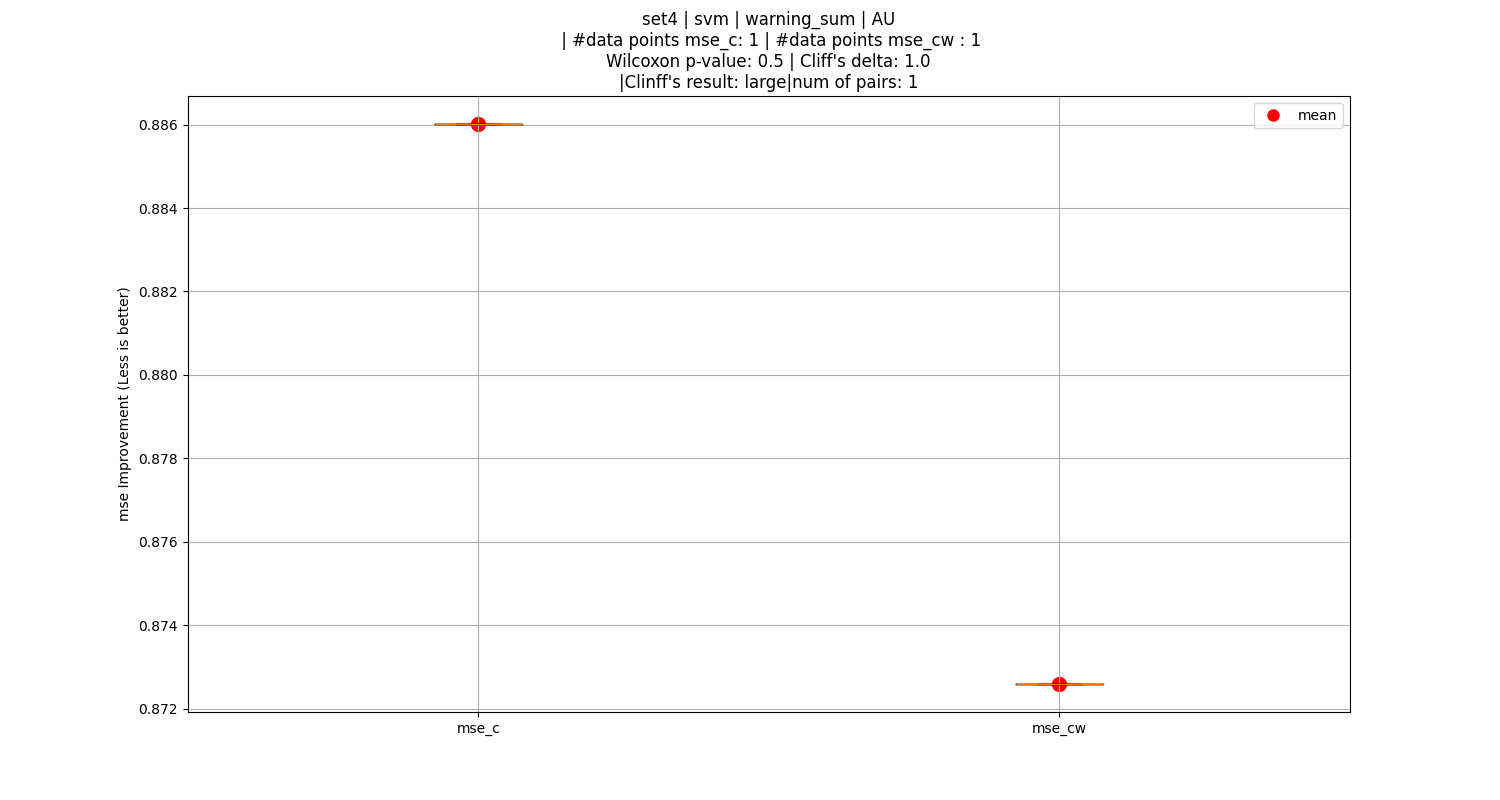 set4 | svm | warning_sum | AU
| #data points mse_c: 1 | #data points mse_cw : 1
Wilcoxon p-value: 0.5 | Cliff's delta: 1.0
|Clinff's result: large|num of pairs: 1
mean
mse Improvement (Less is better)
0.886
0.884
0.882
0.880
0.878
0.876
0.874
0.872
mse_c
mse_cw